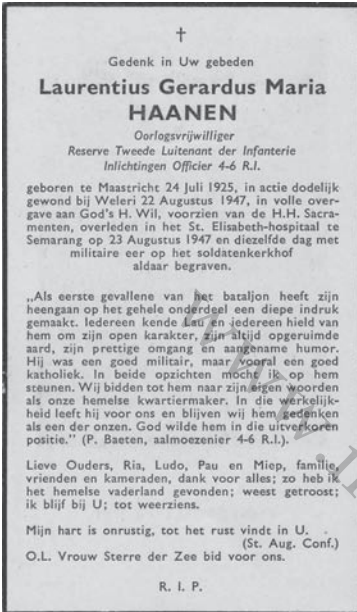 †
Gedenk in Uw gebeden
Laurentius Gerardus Maria
HAANEN
Oorlogsvrijwilliger
Reserve Tweede Luitenant der Infanterie
Inlichtingen Officier 4-6 R.I.
geboren te Maastricht 24 Juli 1925, in actie dodelijk
gewond bij Weleri 22 Augustus 1947, in volle over-
gave aan God's H. Wil, voorzien van de H.H. Sacra-
menten, overleden in het St. Elisabeth-hospitaal te
Semarang op 23 Augustus 1947 en diezelfde dag met
militaire eer op het soldatenkerkhof
aldaar begraven.
„Als eerste gevallene van het bataljon heeft zijn
heengaan op het gehele onderdeel een diepe indruk
gemaakt. Iedereen kende Lau en iedereen hield van
hem om zijn open karakter, zijn altijd opgeruimde
aard, zijn prettige omgang en aangename humor.
Hij was een goed militair, maar vooral een goed
katholiek. In beide opzichten mocht ik op hem
steunen. Wij bidden tot hem naar zijn eigen woorden
als onze hemelse kwartiermaker. In die werkelijk-
heid leeft hij voor ons en blijven wij hem gedenken
als een der onzen. God wilde hem in die uitverkoren
positie.” (P. Baeten, aalmoezenier 4-6 R.I.).
Lieve Ouders, Ria, Ludo, Pau en Miep, familie,
vrienden en kameraden, dank voor alles; zo heb ik
het hemelse vaderland gevonden; weest getroost;
ik blijf bij U; tot weerziens.
Mijn hart is onrustig, tot het rust vindt in U.
(St. Aug. Conf.)
O.L. Vrouw Sterre der Zee bid voor ons.
R. I. P.